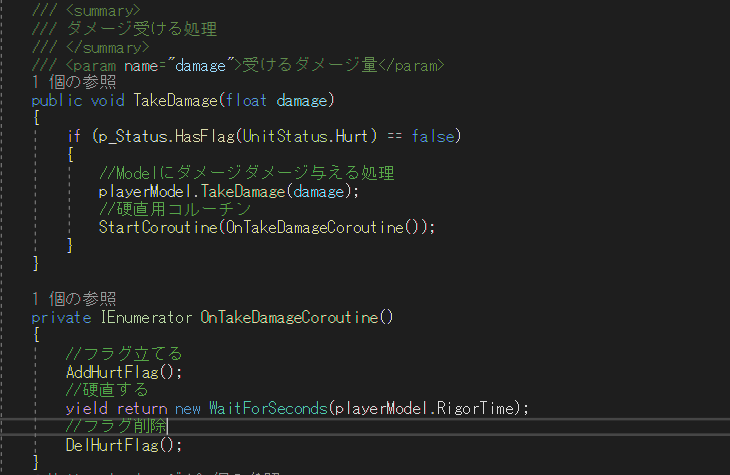 /// <summary>
/// ダメージ受ける処理
/// </summary>
/// <param name="damage">受けるダメージ量</param>
1 個の参照
public void TakeDamage(float damage)
{
if (p_Status.HasFlag(UnitStatus.Hurt) == false)
{
//Modelにダメージダメージ与える処理
playerModel.TakeDamage(damage);
//硬直用コルーチン
StartCoroutine(OnTakeDamageCoroutine());
}
}
1 個の参照
private IEnumerator OnTakeDamageCoroutine()
{
//フラグ立てる
AddHurtFlag();
//硬直する
yield return new WaitForSeconds(playerModel.RigorTime);
//フラグ削除
DelHurtFlag();
}